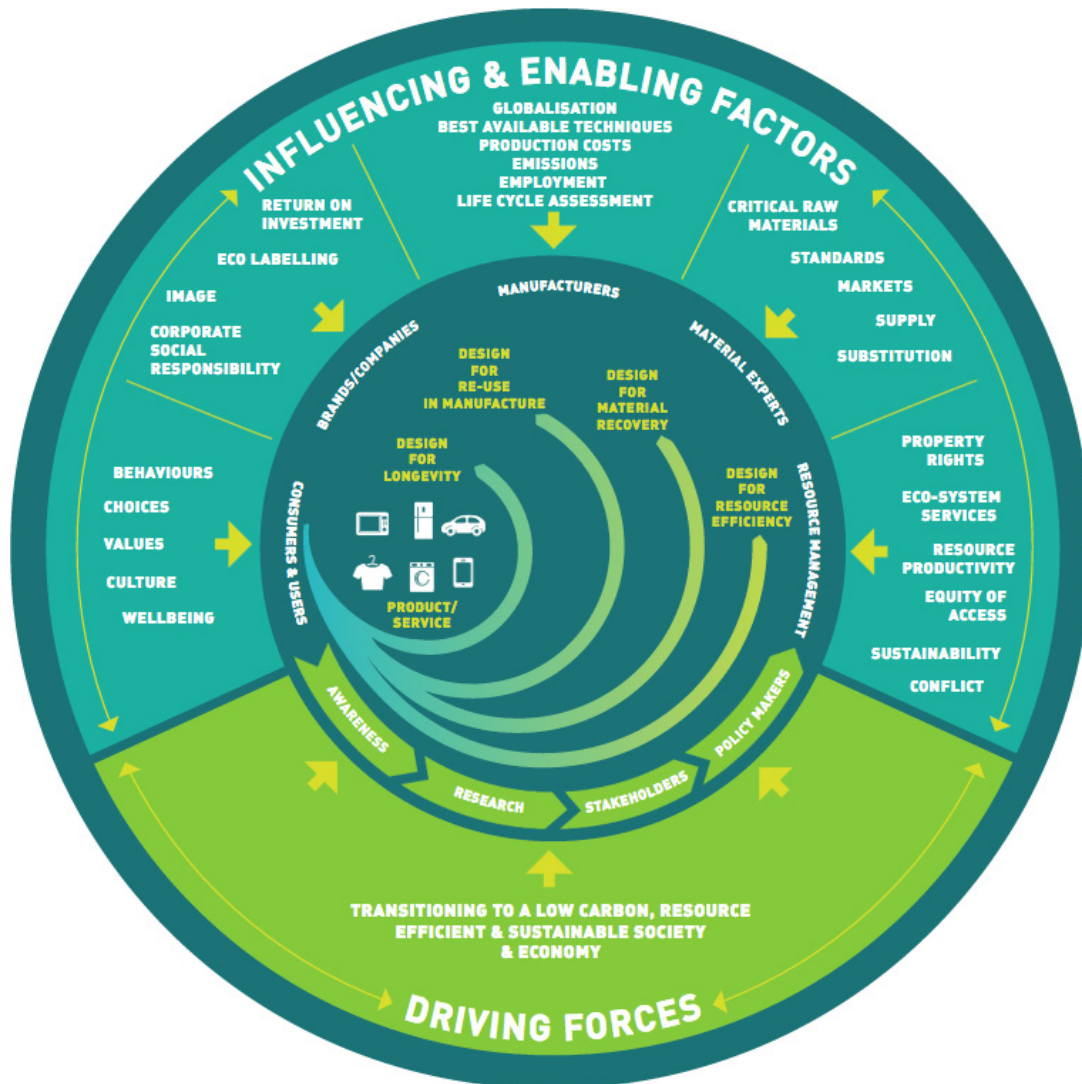 INFLUENCING & ENABLING FACTORS
GLOBALISATION
BEST AVAILABLE TECHNIQUES
PRODUCTION COSTS
EMISSIONS
EMPLOYMENT
LIFE CYCLE ASSESSMENT
RETURN ON
INVESTMENT
ECO LABELLING
IMAGE
CORPORATE
SOCIAL
RESPONSIBILITY
CRITICAL RAW
MATERIALS
STANDARDS
MARKETS
SUPPLY
SUBSTITUTION
BEHAVIOURS
CHOICES
VALUES
CULTURE
WELLBEING
PROPERTY
RIGHTS
ECO-SYSTEM
SERVICES
RESOURCE
PRODUCTIVITY
EQUITY OF
ACCESS
SUSTAINABILITY
CONFLICT
CONSUMERS & USERS
BRANDS/COMPANIES
MANUFACTURERS
MATERIAL EXPERTS
RESOURCE MANAGEMENT
DESIGN
FOR
LONGEVITY
DESIGN
FOR
RE-USE
IN MANUFACTURE
DESIGN
FOR
MATERIAL
RECOVERY
DESIGN
FOR
RESOURCE
EFFICIENCY
PRODUCT/
SERVICE
AWARENESS
RESEARCH
STAKEHOLDERS
POLICY MAKERS
TRANSITIONING TO A LOW CARBON, RESOURCE
EFFICIENT & SUSTAINABLE SOCIETY
& ECONOMY
DRIVING FORCES